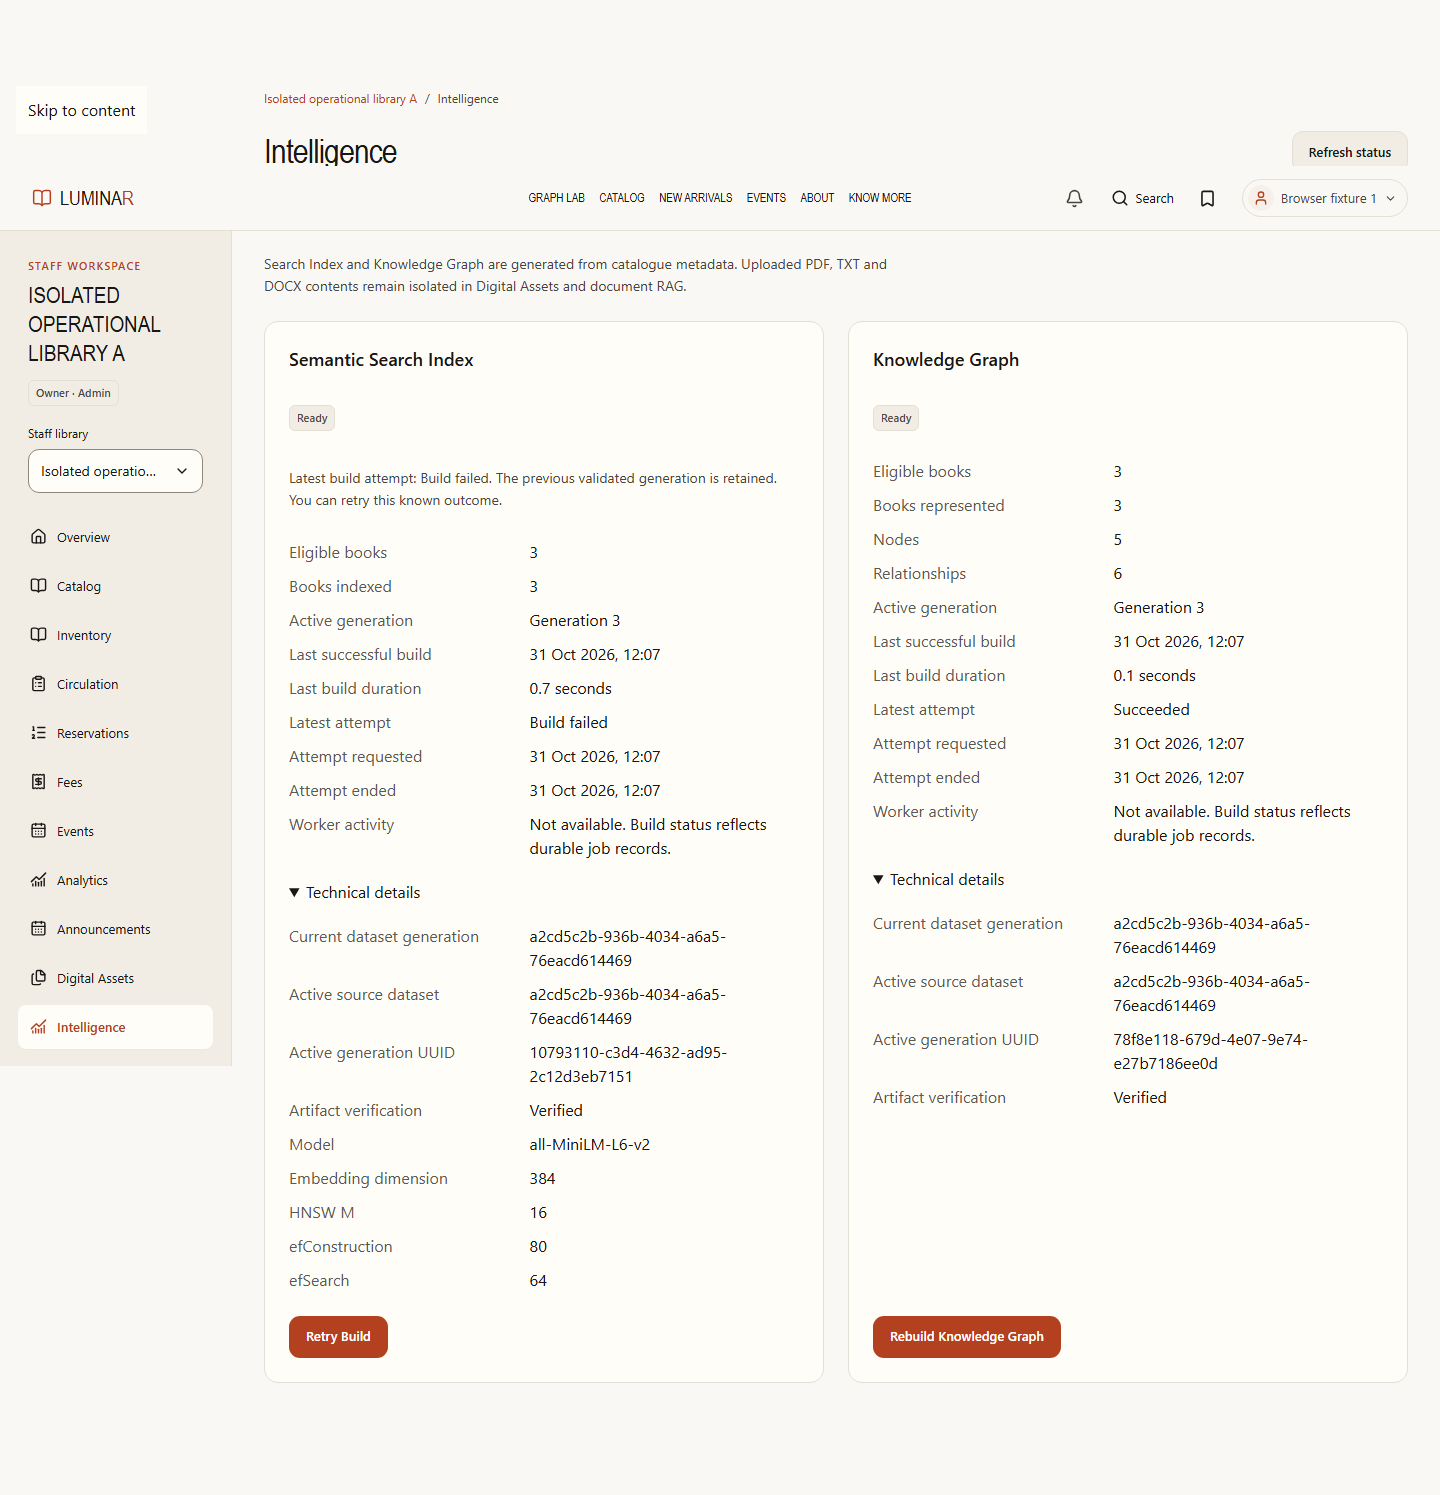 Skip to content
Isolated operational library A / Intelligence
Intelligence
Refresh status
LUMINAR
GRAPH LAB CATALOG NEW ARRIVALS EVENTS ABOUT KNOW MORE
Search
Browser fixture 1
STAFF WORKSPACE
ISOLATED
OPERATIONAL
LIBRARY A
Owner · Admin
Staff library
Isolated operatio...
Overview
Catalog
Inventory
Circulation
Reservations
Fees
Events
Analytics
Announcements
Digital Assets
Intelligence
Search Index and Knowledge Graph are generated from catalogue metadata. Uploaded PDF, TXT and
DOCX contents remain isolated in Digital Assets and document RAG.
Semantic Search Index
Ready
Latest build attempt: Build failed. The previous validated generation is retained.
You can retry this known outcome.
Eligible books 3
Books indexed 3
Active generation Generation 3
Last successful build 31 Oct 2026, 12:07
Last build duration 0.7 seconds
Latest attempt Build failed
Attempt requested 31 Oct 2026, 12:07
Attempt ended 31 Oct 2026, 12:07
Worker activity Not available. Build status reflects
durable job records.
Technical details
Current dataset generation a2cd5c2b-936b-4034-a6a5-
76eacd614469
Active source dataset a2cd5c2b-936b-4034-a6a5-
76eacd614469
Active generation UUID 10793110-c3d4-4632-ad95-
2c12d3eb7151
Artifact verification Verified
Model all-MiniLM-L6-v2
Embedding dimension 384
HNSW M 16
efConstruction 80
efSearch 64
Retry Build
Knowledge Graph
Ready
Eligible books 3
Books represented 3
Nodes 5
Relationships 6
Active generation Generation 3
Last successful build 31 Oct 2026, 12:07
Last build duration 0.1 seconds
Latest attempt Succeeded
Attempt requested 31 Oct 2026, 12:07
Attempt ended 31 Oct 2026, 12:07
Worker activity Not available. Build status reflects
durable job records.
Technical details
Current dataset generation a2cd5c2b-936b-4034-a6a5-
76eacd614469
Active source dataset a2cd5c2b-936b-4034-a6a5-
76eacd614469
Active generation UUID 78f8e118-679d-4e07-9e74-
e27b7186ee0d
Artifact verification Verified
Rebuild Knowledge Graph